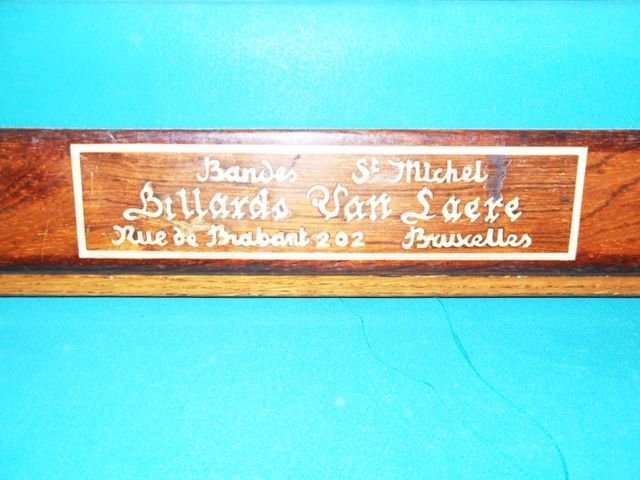 Bandes St Michel
Billards Van Laere
Rue de Brabant 202 Bruxelles